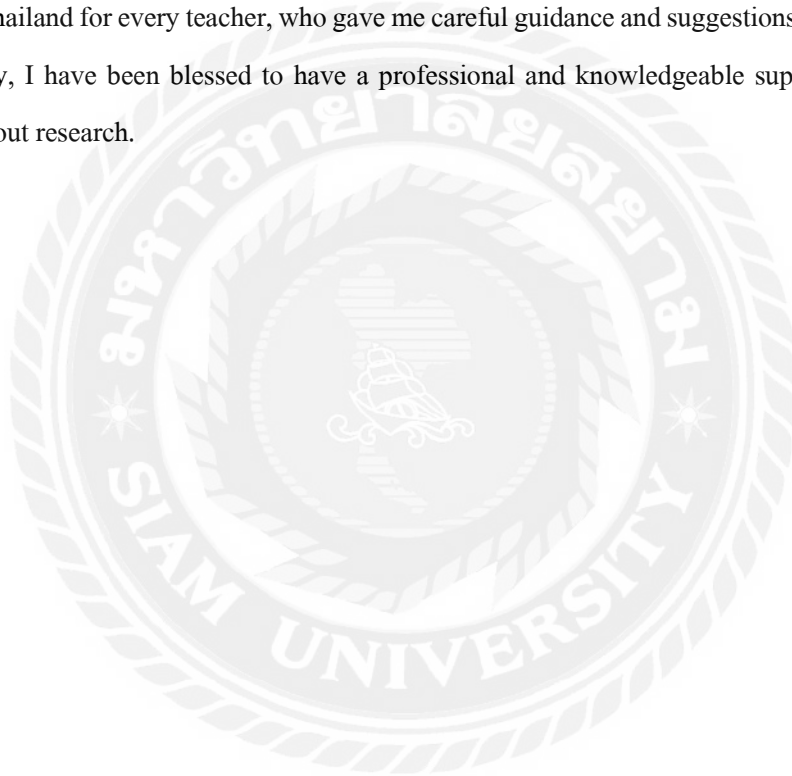 hailand for every teacher, who gave me careful guidance and suggestions
y, I have been blessed to have a professional and knowledgeable sup
out research.
มหาวิทยาลัยสยาม
SIAM UNIVERSITY